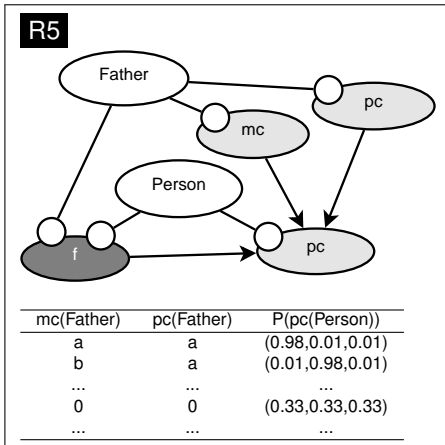 R5
Father
pc
mc
Person
f
pc
mc(Father) pc(Father) P(pc(Person))
a a (0.98,0.01,0.01)
b a (0.01,0.98,0.01)
... ... ...
0 0 (0.33,0.33,0.33)
... ... ...